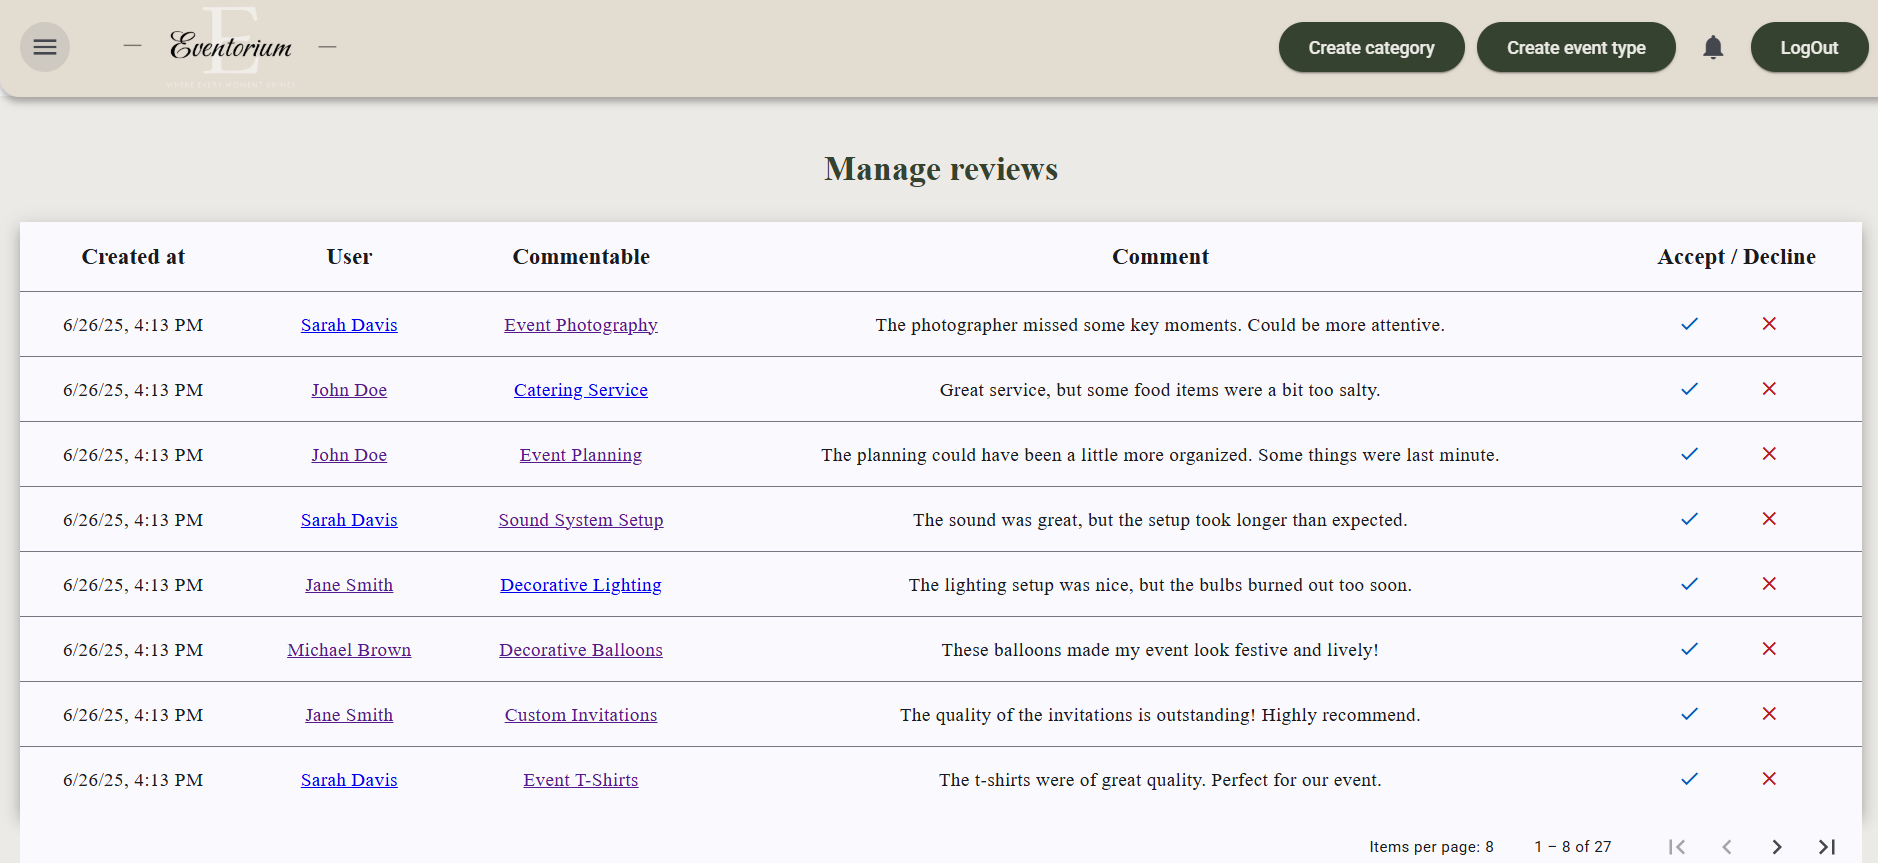 E
Eventorium
WHERE EVERY MOMENT SHINES
Create category
Create event type
LogOut
Manage reviews
Created at User Commentable Comment Accept / Decline
6/26/25, 4:13 PM Sarah Davis Event Photography The photographer missed some key moments. Could be more attentive.
6/26/25, 4:13 PM John Doe Catering Service Great service, but some food items were a bit too salty.
6/26/25, 4:13 PM John Doe Event Planning The planning could have been a little more organized. Some things were last minute.
6/26/25, 4:13 PM Sarah Davis Sound System Setup The sound was great, but the setup took longer than expected.
6/26/25, 4:13 PM Jane Smith Decorative Lighting The lighting setup was nice, but the bulbs burned out too soon.
6/26/25, 4:13 PM Michael Brown Decorative Balloons These balloons made my event look festive and lively!
6/26/25, 4:13 PM Jane Smith Custom Invitations The quality of the invitations is outstanding! Highly recommend.
6/26/25, 4:13 PM Sarah Davis Event T-Shirts The t-shirts were of great quality. Perfect for our event.
Items per page: 8 1 – 8 of 27